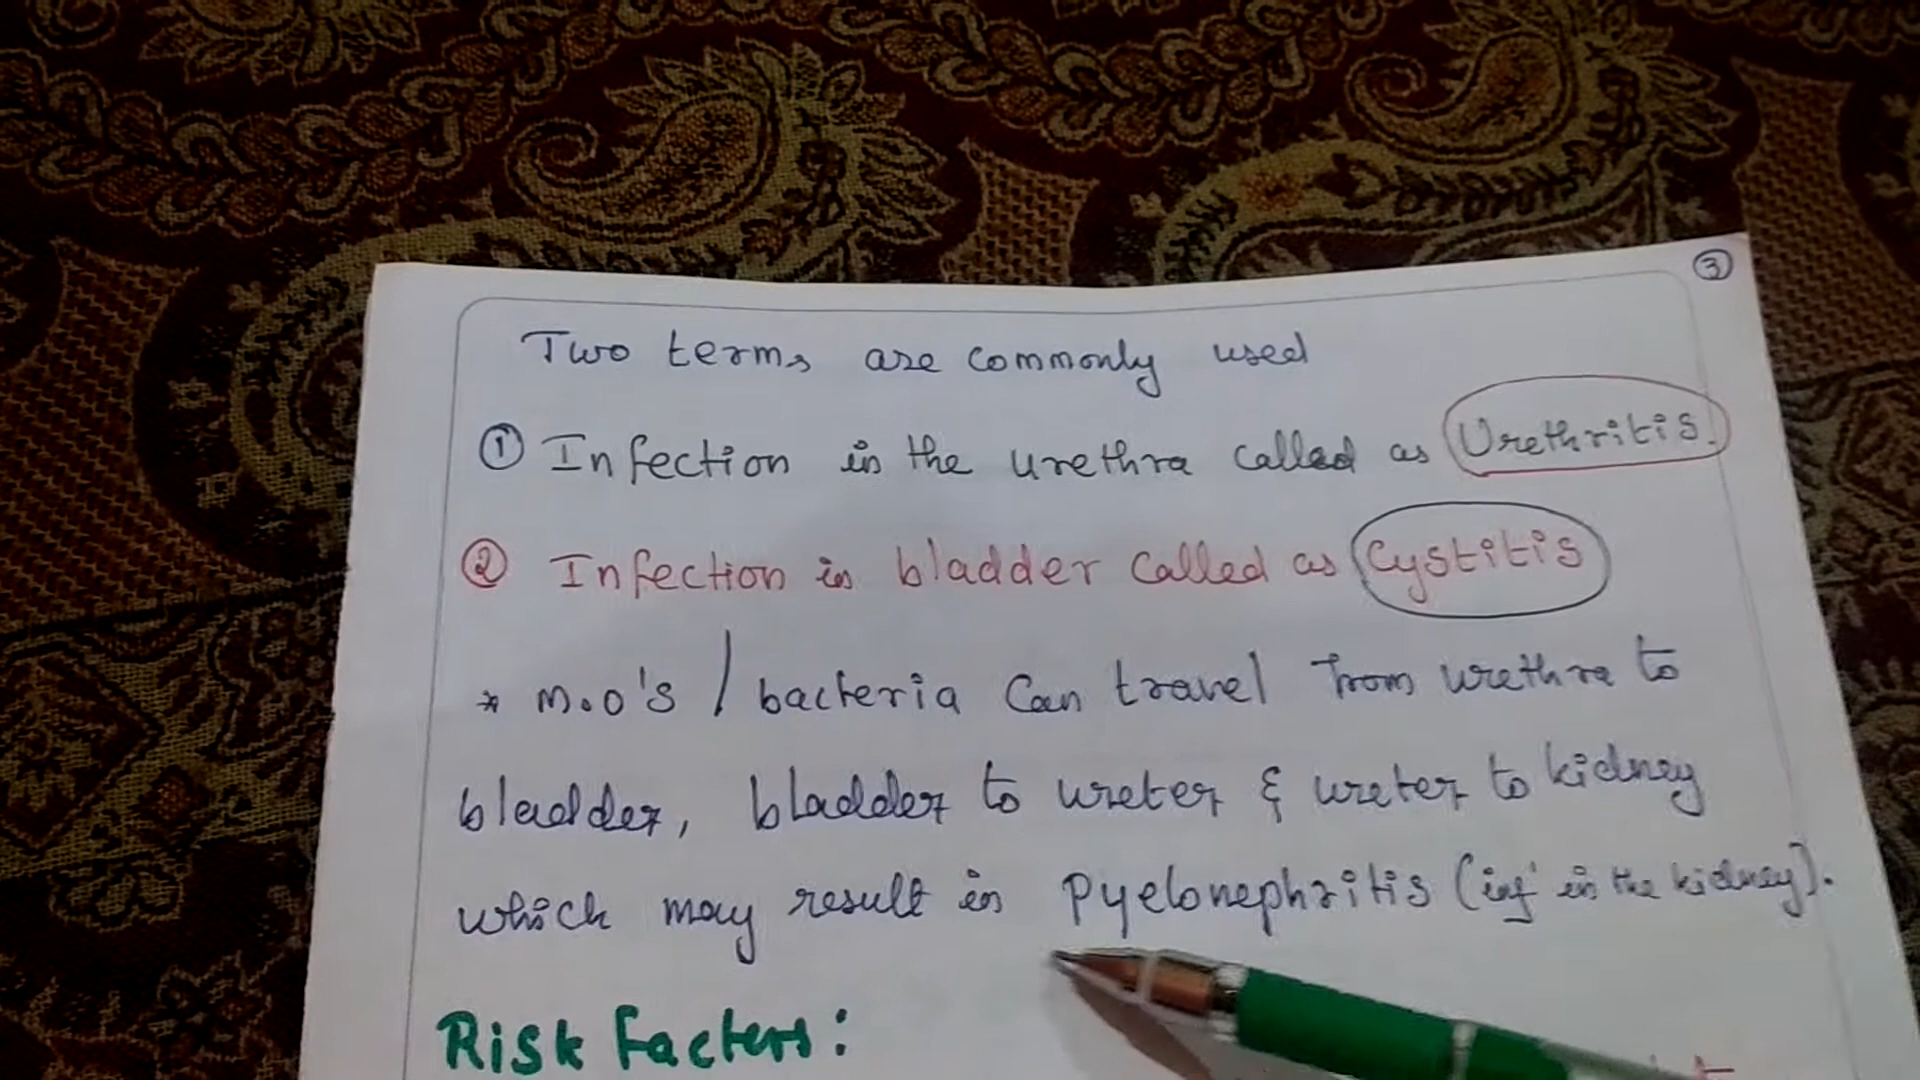 3
Two terms are commonly used
1 Infection in the urethra called as Urethritis.
2 Infection in bladder called as Cystitis
* m.o's / bacteria can travel from urethra to
bladder, bladder to ureter & ureter to kidney
which may result in pyelonephritis (inf' in the kidney).
Risk Factors: